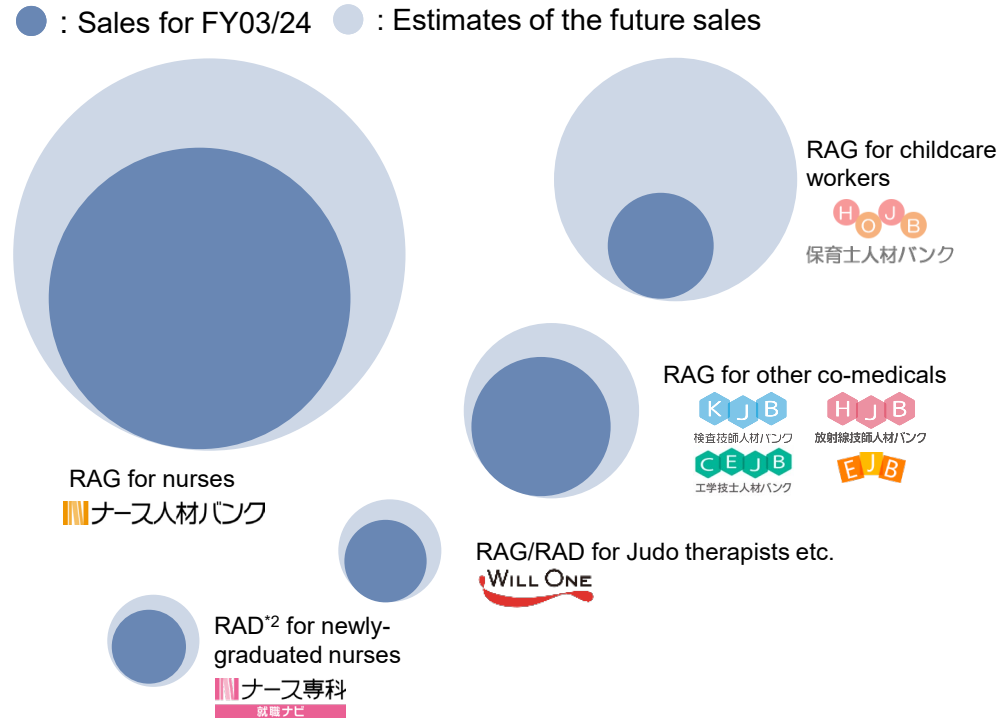 : Sales for FY03/24 : Estimates of the future sales
RAG for childcare
workers
HOJB
保育士人材バンク
RAG for other co-medicals
KJB
検査技師人材バンク
HJB
放射線技師人材バンク
CEJB
工学技士人材バンク
EJB
RAG for nurses
ナース人材バンク
RAG/RAD for Judo therapists etc.
WILL ONE
RAD*2 for newly-
graduated nurses
ナース専科
就職ナビ